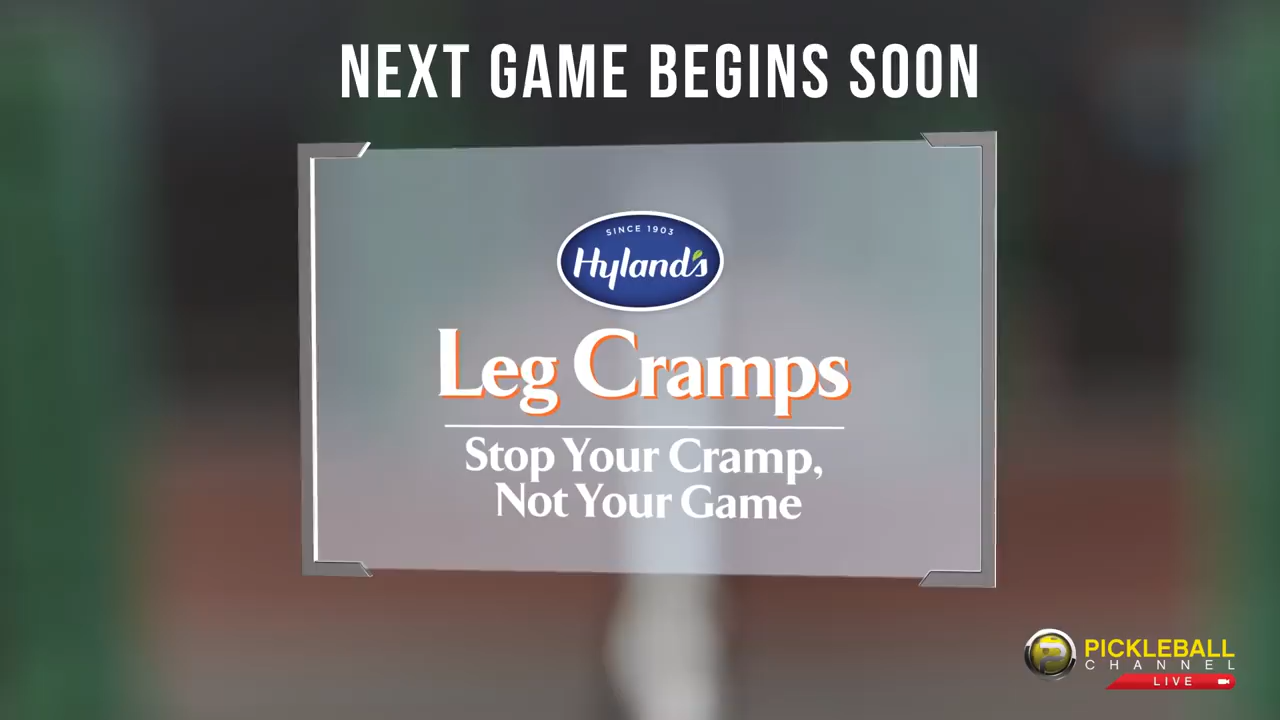 NEXT GAME BEGINS SOON
SINCE 1903
Hyland's
Leg Cramps
Stop Your Cramp,
Not Your Game
PICKLEBALL
CHANNEL
LIVE